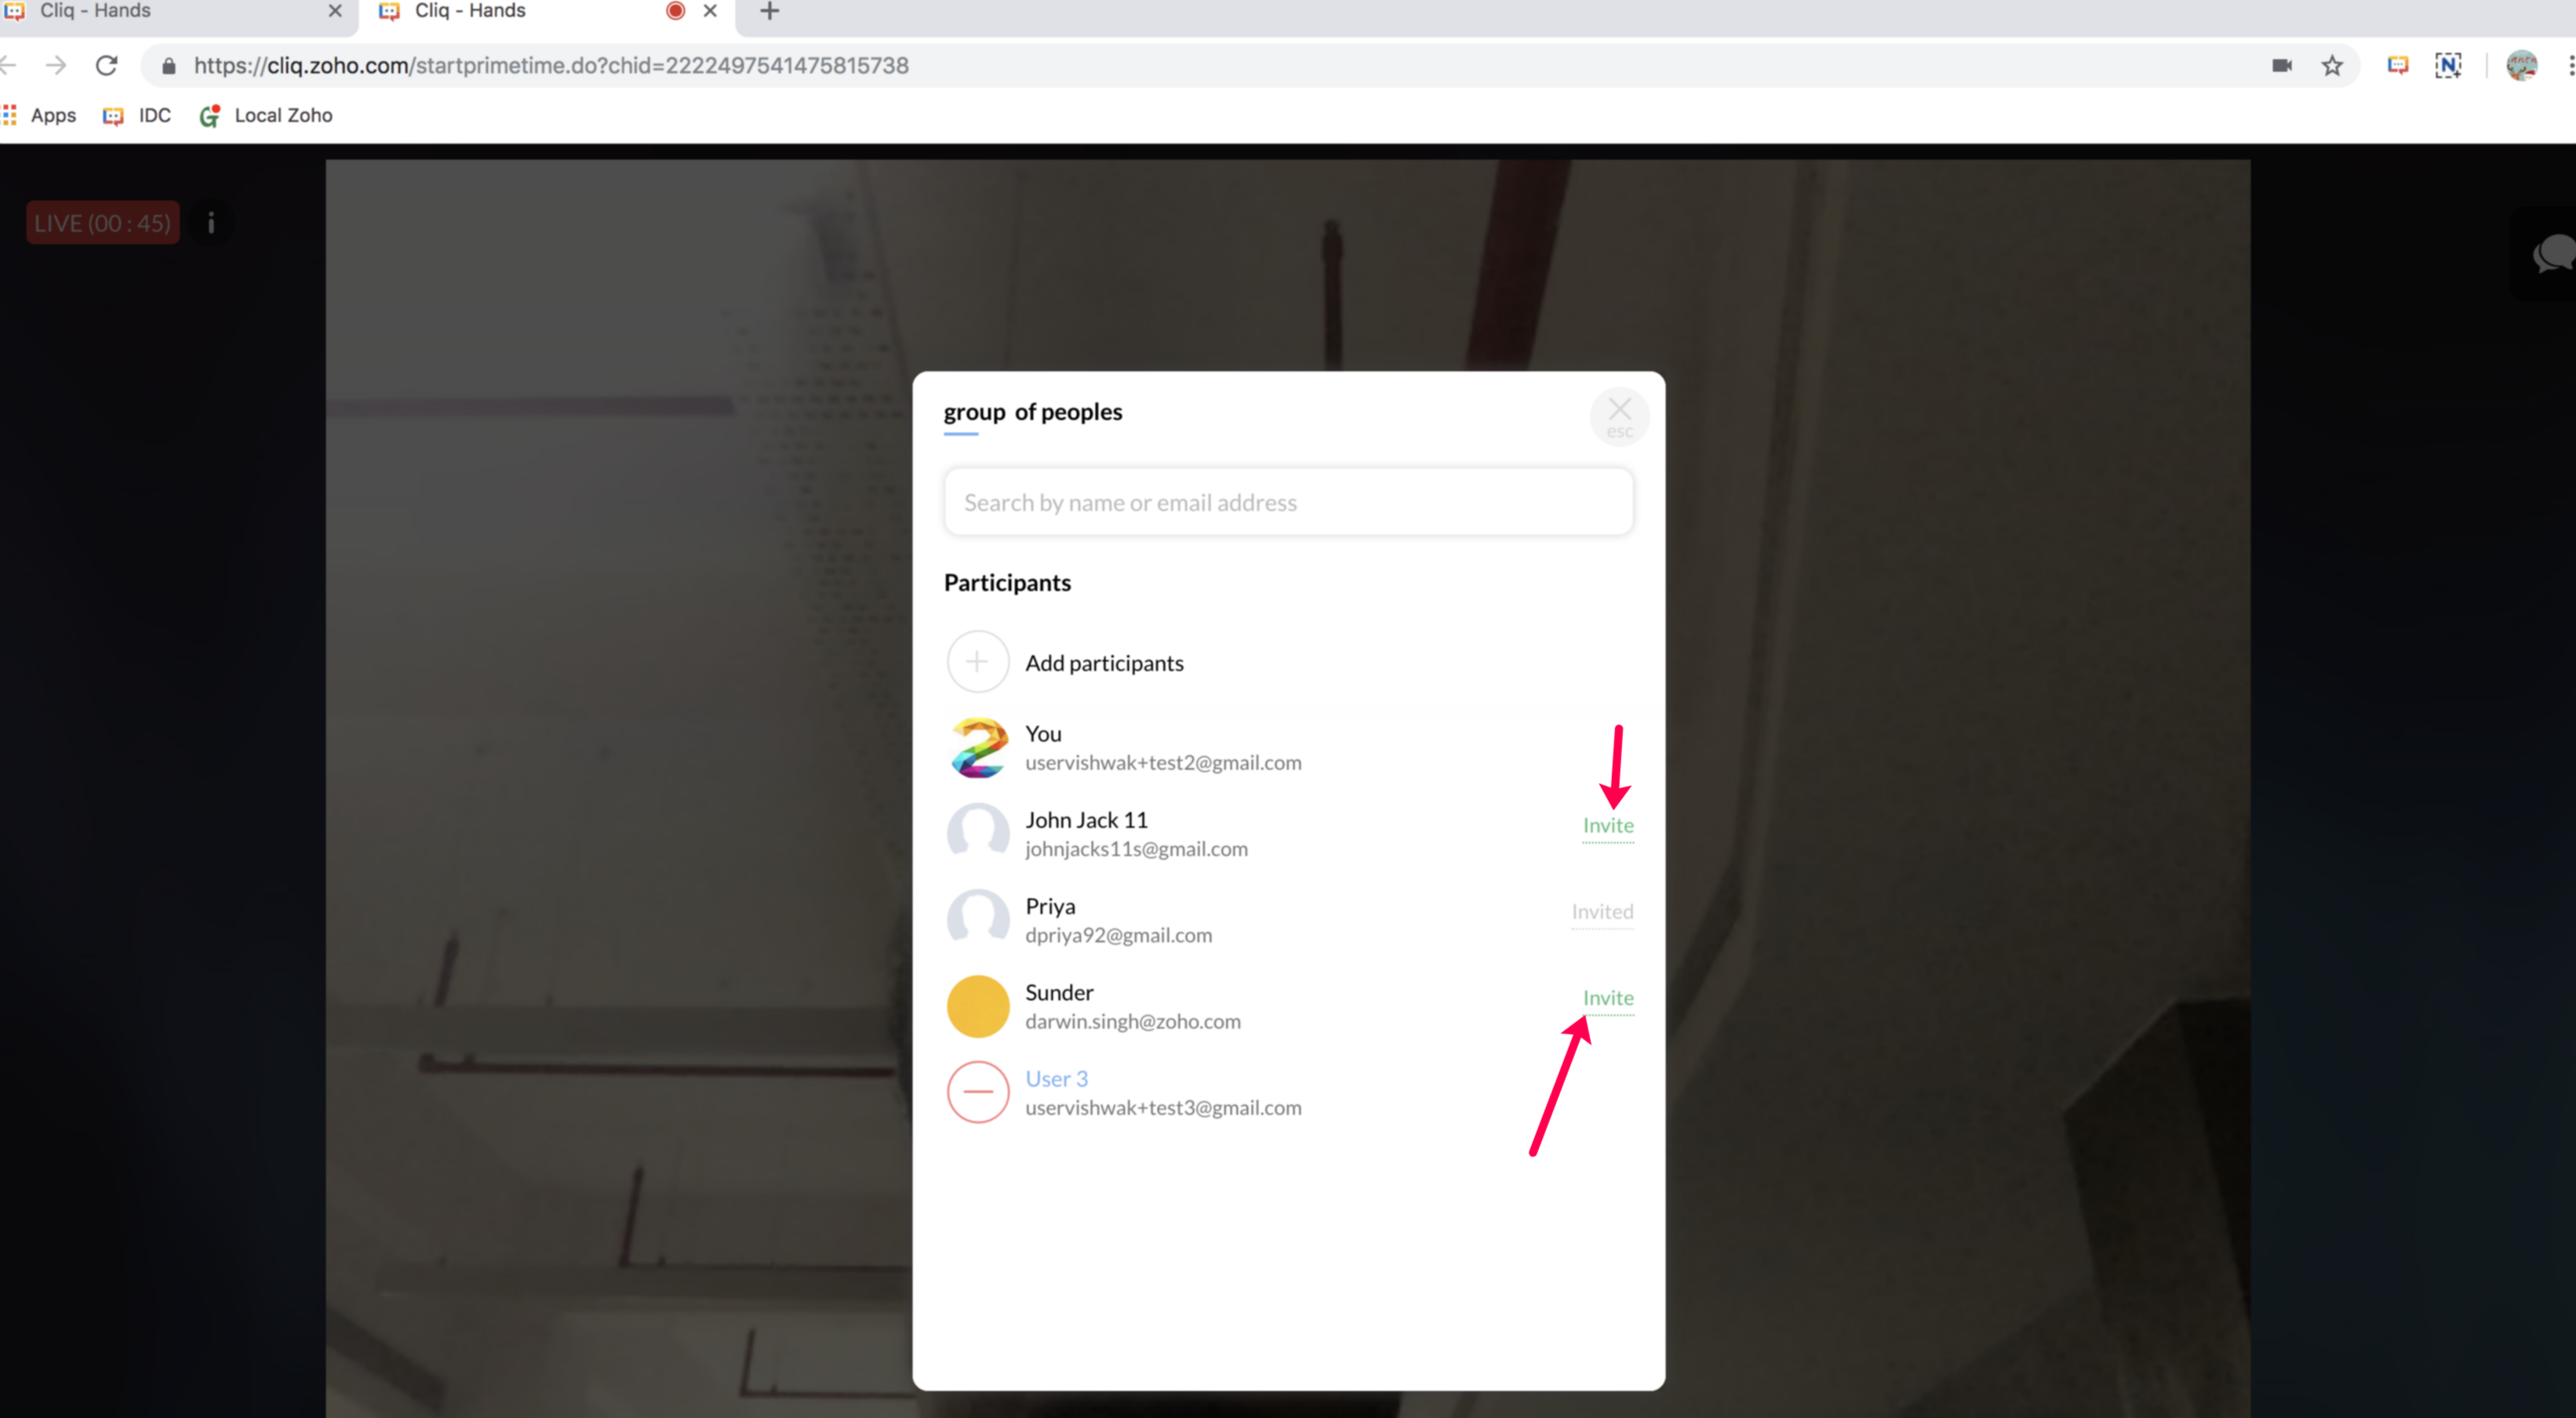 Cliq - Hands
Cliq - Hands
https://cliq.zoho.com/startprimetime.do?chid=2222497541475815738
Apps
IDC
Local Zoho
LIVE (00 : 45)
group of peoples
esc
Search by name or email address
Participants
Add participants
You
uservishwak+test2@gmail.com
John Jack 11
johnjacks11s@gmail.com
Invite
Priya
dpriya92@gmail.com
Invited
Sunder
darwin.singh@zoho.com
Invite
User 3
uservishwak+test3@gmail.com